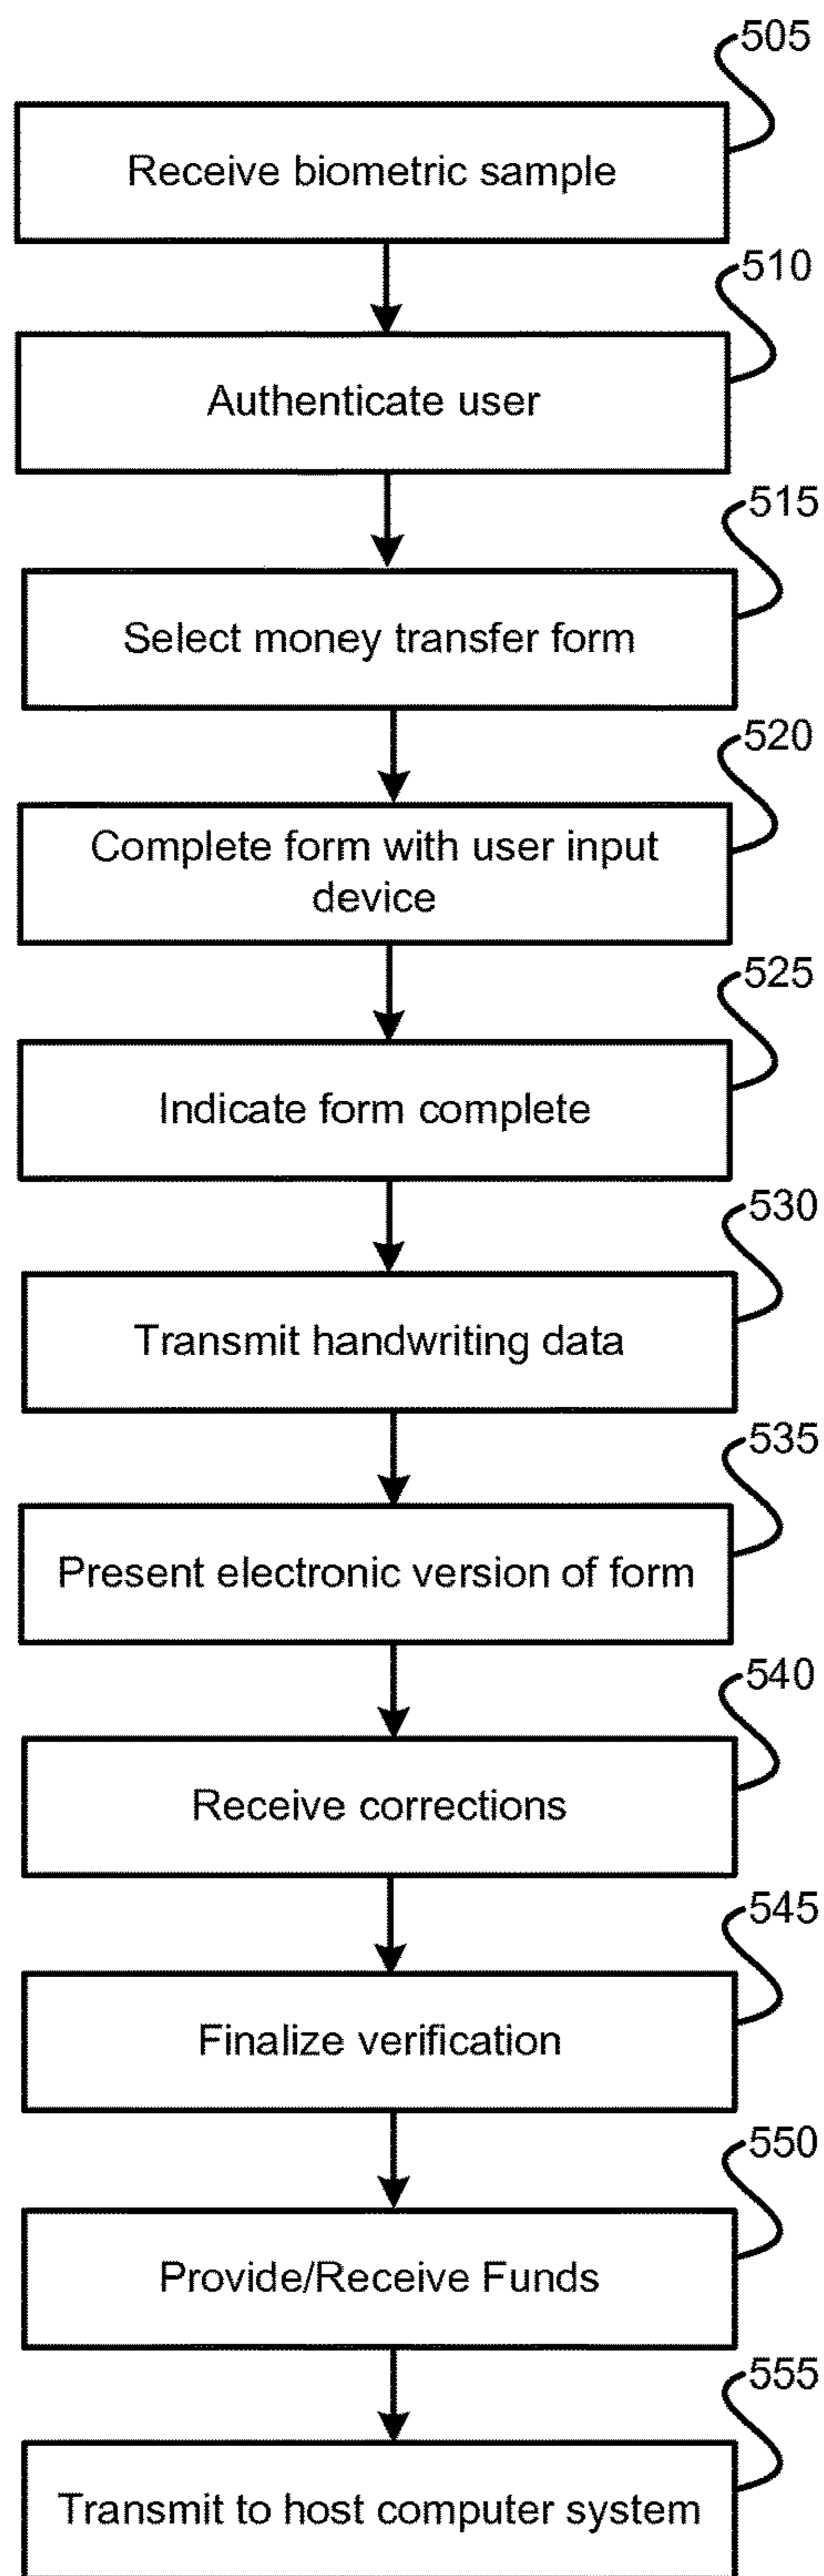 505
Receive biometric sample
510
Authenticate user
515
Select money transfer form
520
Complete form with user input
device
525
Indicate form complete
530
Transmit handwriting data
535
Present electronic version of form
540
Receive corrections
545
Finalize verification
550
Provide/Receive Funds
555
Transmit to host computer system